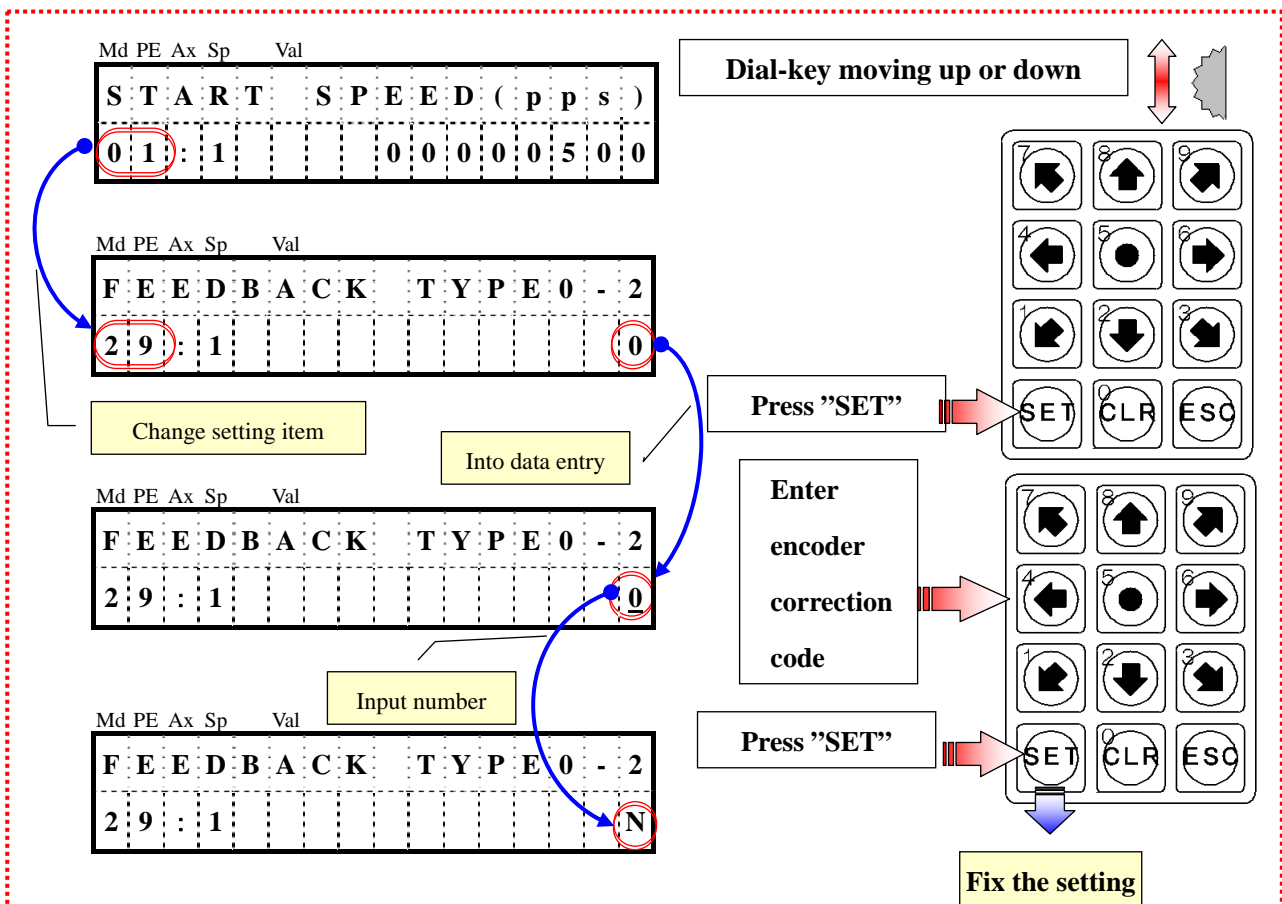 Md PE Ax Sp Val
START SPEED(pps)
01:1 00000500
Dial-key moving up or down
7 8 9
4 5 6
1 2 3
SET 0 CLR ESC
Md PE Ax Sp Val
FEEDBACK TYPE0-2
29:1 0
Change setting item
Into data entry
Press ”SET”
Md PE Ax Sp Val
FEEDBACK TYPE0-2
29:1 0
Input number
Enter
encoder
correction
code
7 8 9
4 5 6
1 2 3
SET 0 CLR ESC
Md PE Ax Sp Val
FEEDBACK TYPE0-2
29:1 N
Press ”SET”
Fix the setting